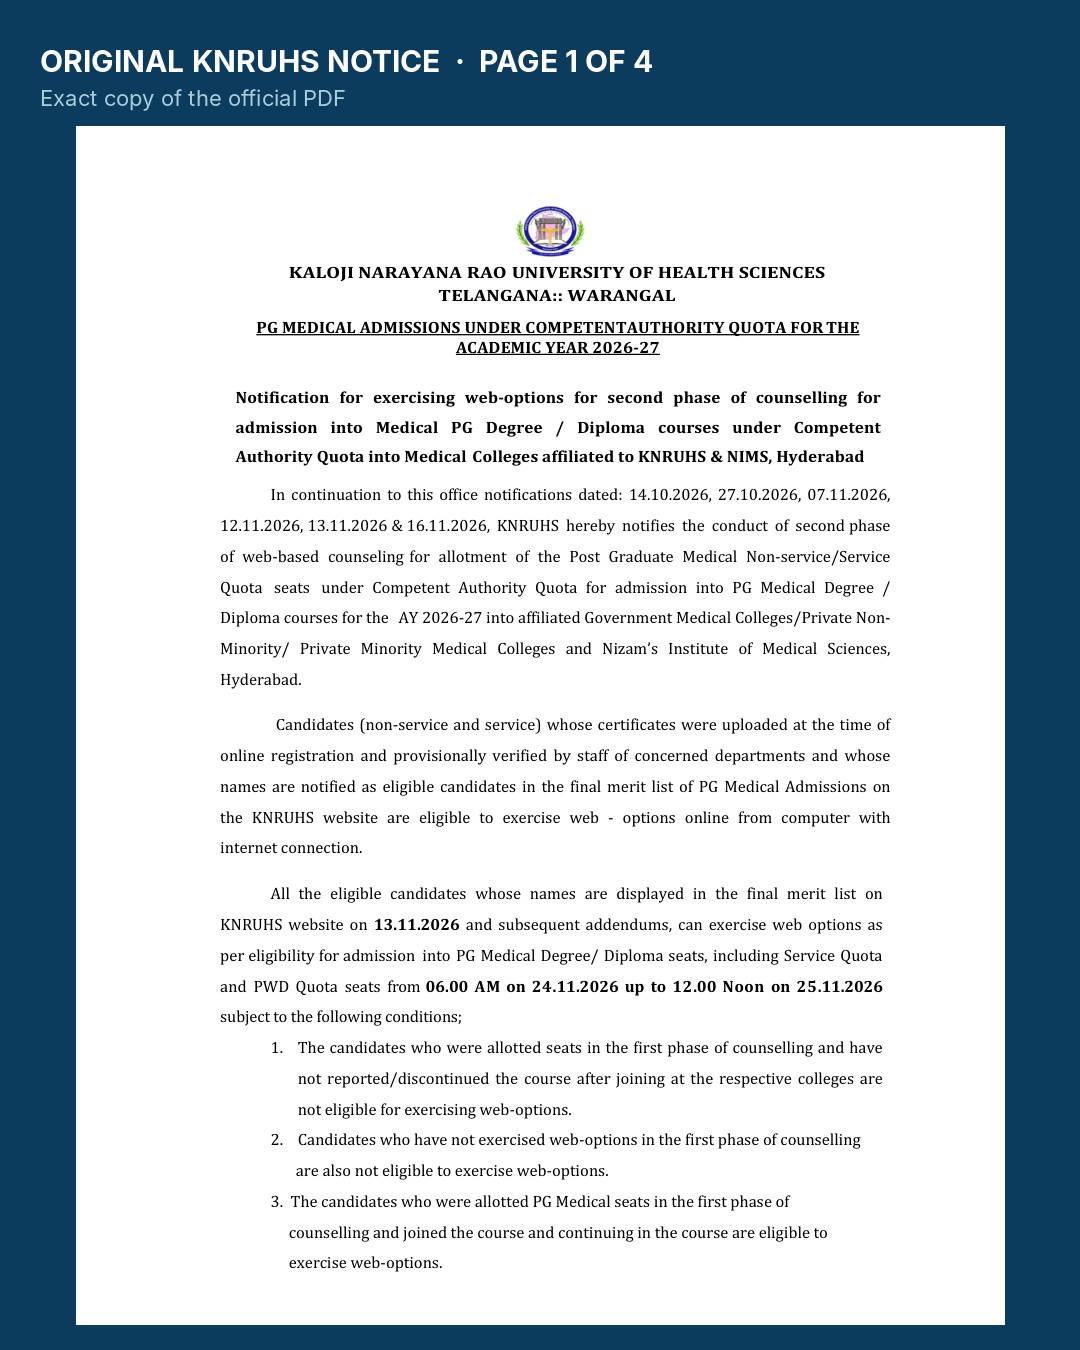 ORIGINAL KNRUHS NOTICE · PAGE 1 OF 4
Exact copy of the official PDF
KALOJI NARAYANA RAO UNIVERSITY OF HEALTH SCIENCES
TELANGANA:: WARANGAL
PG MEDICAL ADMISSIONS UNDER COMPETENTAUTHORITY QUOTA FOR THE
ACADEMIC YEAR 2026-27
Notification for exercising web-options for second phase of counselling for
admission into Medical PG Degree / Diploma courses under Competent
Authority Quota into Medical Colleges affiliated to KNRUHS & NIMS, Hyderabad
In continuation to this office notifications dated: 14.10.2026, 27.10.2026, 07.11.2026,
12.11.2026, 13.11.2026 & 16.11.2026, KNRUHS hereby notifies the conduct of second phase
of web-based counseling for allotment of the Post Graduate Medical Non-service/Service
Quota seats under Competent Authority Quota for admission into PG Medical Degree /
Diploma courses for the AY 2026-27 into affiliated Government Medical Colleges/Private Non-
Minority/ Private Minority Medical Colleges and Nizam’s Institute of Medical Sciences,
Hyderabad.
Candidates (non-service and service) whose certificates were uploaded at the time of
online registration and provisionally verified by staff of concerned departments and whose
names are notified as eligible candidates in the final merit list of PG Medical Admissions on
the KNRUHS website are eligible to exercise web - options online from computer with
internet connection.
All the eligible candidates whose names are displayed in the final merit list on
KNRUHS website on 13.11.2026 and subsequent addendums, can exercise web options as
per eligibility for admission into PG Medical Degree/ Diploma seats, including Service Quota
and PWD Quota seats from 06.00 AM on 24.11.2026 up to 12.00 Noon on 25.11.2026
subject to the following conditions;
1. The candidates who were allotted seats in the first phase of counselling and have
not reported/discontinued the course after joining at the respective colleges are
not eligible for exercising web-options.
2. Candidates who have not exercised web-options in the first phase of counselling
are also not eligible to exercise web-options.
3. The candidates who were allotted PG Medical seats in the first phase of
counselling and joined the course and continuing in the course are eligible to
exercise web-options.